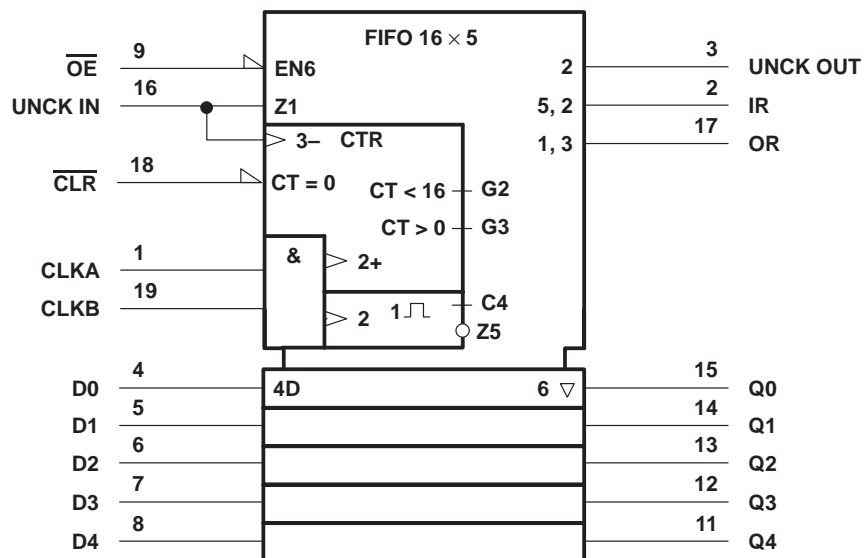 FIFO 16 × 5
OE 9 EN6 2 3 UNCK OUT
UNCK IN 16 Z1 5, 2 2 IR
3– CTR 1, 3 17 OR
CLR 18 CT = 0 CT < 16 G2
CT > 0 G3
CLKA 1 & 2+
CLKB 19 2 1 C4
Z5
D0 4 4D 6 ▽ 15 Q0
D1 5 14 Q1
D2 6 13 Q2
D3 7 12 Q3
D4 8 11 Q4